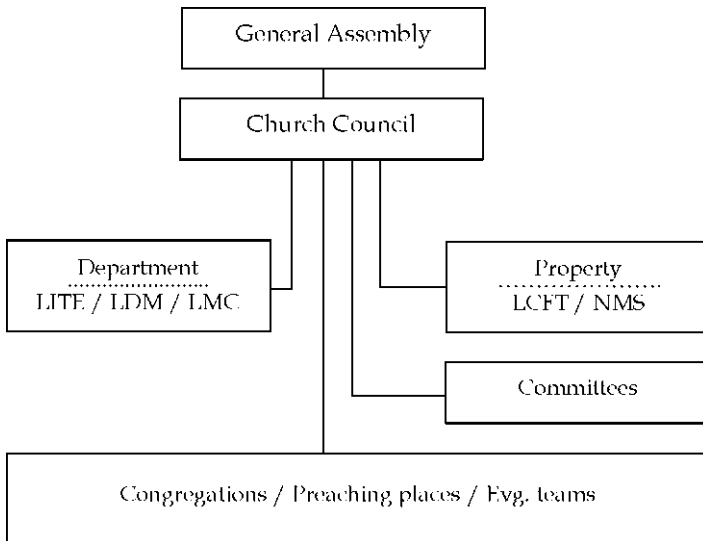 General Assembly
Church Council
Department
LITE / LDM / LMC
Property
LCFT / NMS
Committees
Congregations / Preaching places / Evg. teams